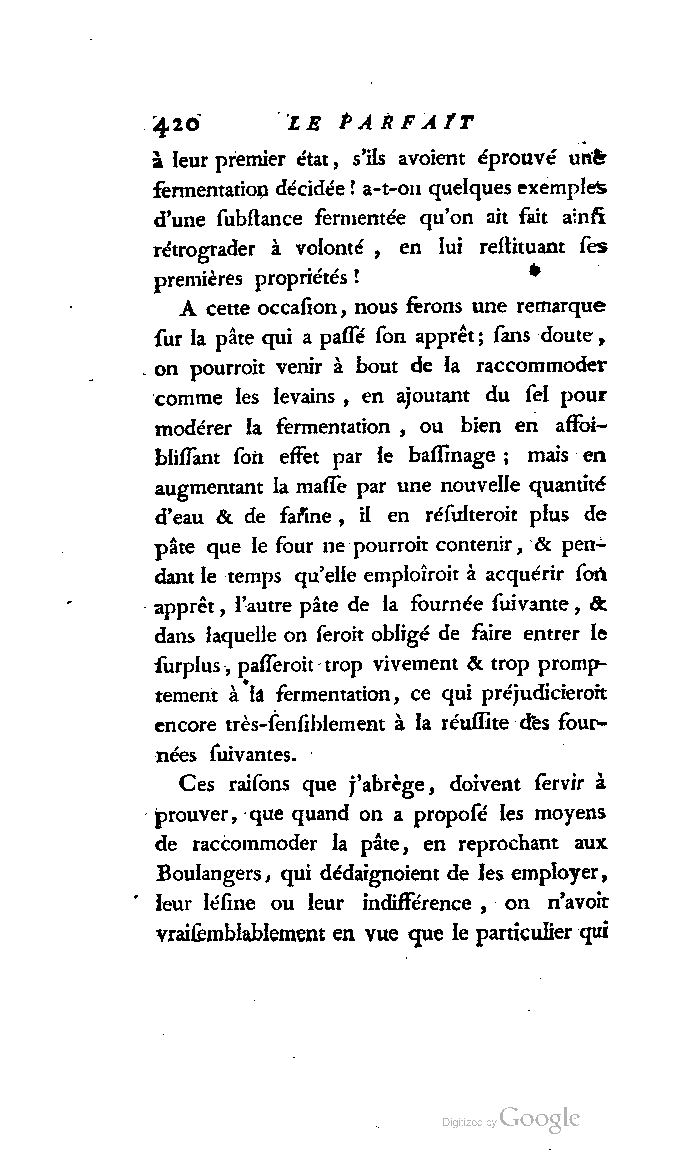 420 LE PARFAIT
à leur premier état, s'ils avoient éprouvé une
fermentation décidée! a-t-on quelques exemples
d'une ſubſtance fermentée qu'on ait fait ainſi
rétrograder à volonté, en lui reſtituant ſes
premières propriétés!
A cette occaſion, nous ferons une remarque
ſur la pâte qui a paſſé ſon apprêt; ſans doute,
on pourroit venir à bout de la raccommoder
comme les levains, en ajoutant du ſel pour
modérer la fermentation, ou bien en affoi-
bliſſant ſon effet par le baſſinage; mais en
augmentant la maſſe par une nouvelle quantité
d'eau & de farine, il en réſulteroit plus de
pâte que le four ne pourroit contenir, & pen-
dant le temps qu'elle emploîroit à acquérir ſon
apprêt, l'autre pâte de la fournée ſuivante, &
dans laquelle on ſeroit obligé de faire entrer le
ſurplus, paſſeroit trop vivement & trop promp-
tement à la fermentation, ce qui préjudicieroit
encore très-ſenſiblement à la réuſſite des four-
nées ſuivantes.
Ces raiſons que j'abrège, doivent ſervir à
prouver, que quand on a propoſé les moyens
de raccommoder la pâte, en reprochant aux
Boulangers, qui dédaignoient de les employer,
leur léſine ou leur indifférence, on n'avoit
vraiſemblablement en vue que le particulier qui
Digitized by Google